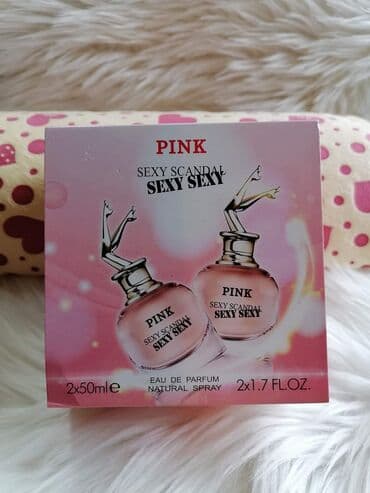 PINK
SEXY SCANDAL
SEXY SEXY
PINK
SEXY SCANDAL
SEXY SEXY
PINK
SEXY SCANDAL
SEXY SEXY
2x50ml e
EAU DE PARFUM
NATURAL SPRAY
2x1.7 FL.OZ.